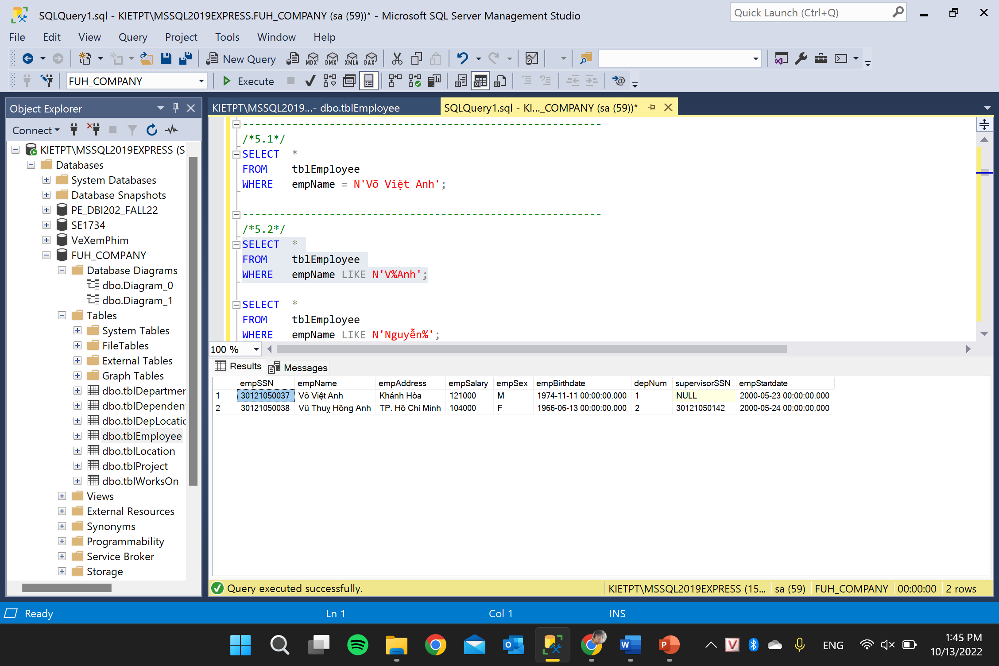 SQLQuery1.sql - KIETPT\MSSQL2019EXPRESS.FUH_COMPANY (sa (59))* - Microsoft SQL Server Management Studio
Quick Launch (Ctrl+Q)
File Edit View Query Project Tools Window Help
New Query
MDX DMX XMLA DAX
FUH_COMPANY
Execute
Object Explorer
Connect
KIETPT\MSSQL2019EXPRESS (S
Databases
System Databases
Database Snapshots
PE_DBI202_FALL22
SE1734
VeXemPhim
FUH_COMPANY
Database Diagrams
dbo.Diagram_0
dbo.Diagram_1
Tables
System Tables
FileTables
External Tables
Graph Tables
dbo.tblDepartmer
dbo.tblDependen
dbo.tblDepLocatic
dbo.tblEmployee
dbo.tblLocation
dbo.tblProject
dbo.tblWorksOn
Views
External Resources
Synonyms
Programmability
Service Broker
Storage
KIETPT\MSSQL2019...- dbo.tblEmployee
SQLQuery1.sql - KI..._COMPANY (sa (59))*
----------------------------------------------------------
/*5.1*/
SELECT *
FROM tblEmployee
WHERE empName = N'Võ Việt Anh';
----------------------------------------------------------
/*5.2*/
SELECT *
FROM tblEmployee
WHERE empName LIKE N'V%Anh';
SELECT *
FROM tblEmployee
WHERE empName LIKE N'Nguyễn%';
100 %
Results Messages
empSSN empName empAddress empSalary empSex empBirthdate depNum supervisorSSN empStartdate
1 30121050037 Võ Việt Anh Khánh Hòa 121000 M 1974-11-11 00:00:00.000 1 NULL 2000-05-23 00:00:00.000
2 30121050038 Vũ Thuỵ Hồng Anh TP. Hồ Chí Minh 104000 F 1966-06-13 00:00:00.000 2 30121050142 2000-05-24 00:00:00.000
Query executed successfully.
KIETPT\MSSQL2019EXPRESS (15... sa (59) FUH_COMPANY 00:00:00 2 rows
Ready Ln 1 Col 1 INS
ENG
1:45 PM
10/13/2022